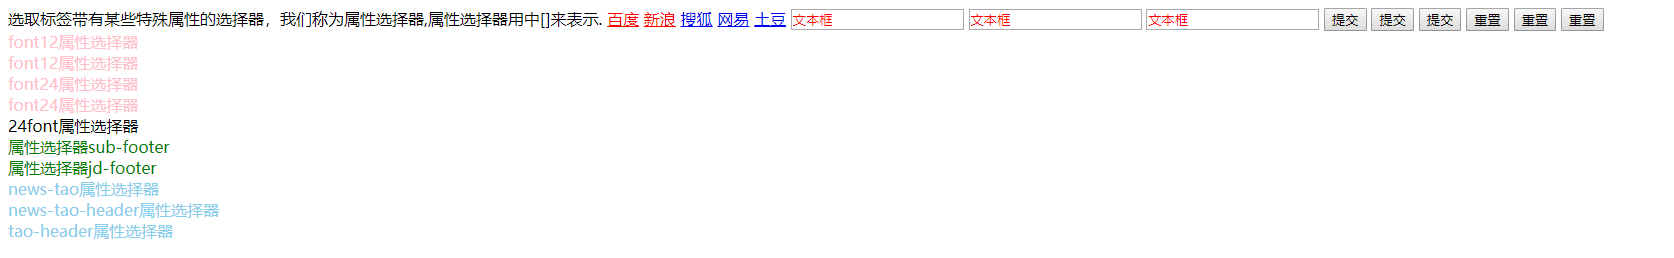 选取标签带有某些特殊属性的选择器，我们称为属性选择器,属性选择器用中[]来表示. 百度 新浪 搜狐 网易 土豆 文本框 文本框 文本框 提交 提交 提交 重置 重置 重置
font12属性选择器
font12属性选择器
font24属性选择器
font24属性选择器
24font属性选择器
属性选择器sub-footer
属性选择器jd-footer
news-tao属性选择器
news-tao-header属性选择器
tao-header属性选择器